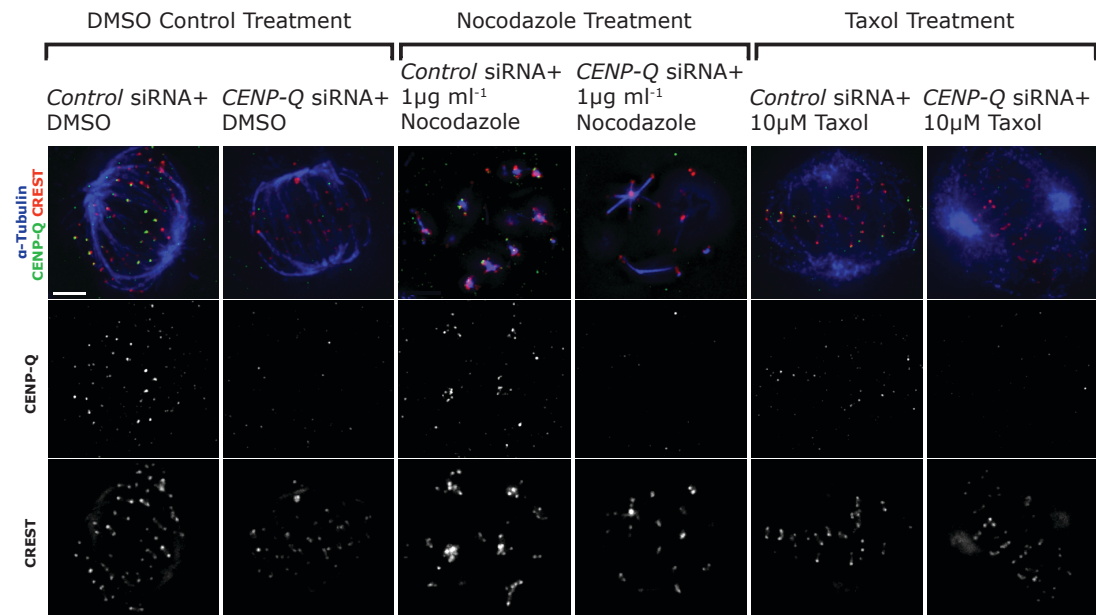 DMSO Control Treatment
Nocodazole Treatment
Taxol Treatment
Control siRNA+
DMSO
CENP-Q siRNA+
DMSO
Control siRNA+
1µg ml⁻¹
Nocodazole
CENP-Q siRNA+
1µg ml⁻¹
Nocodazole
Control siRNA+
10µM Taxol
CENP-Q siRNA+
10µM Taxol
α-Tubulin
CENP-Q CREST
CENP-Q
CREST